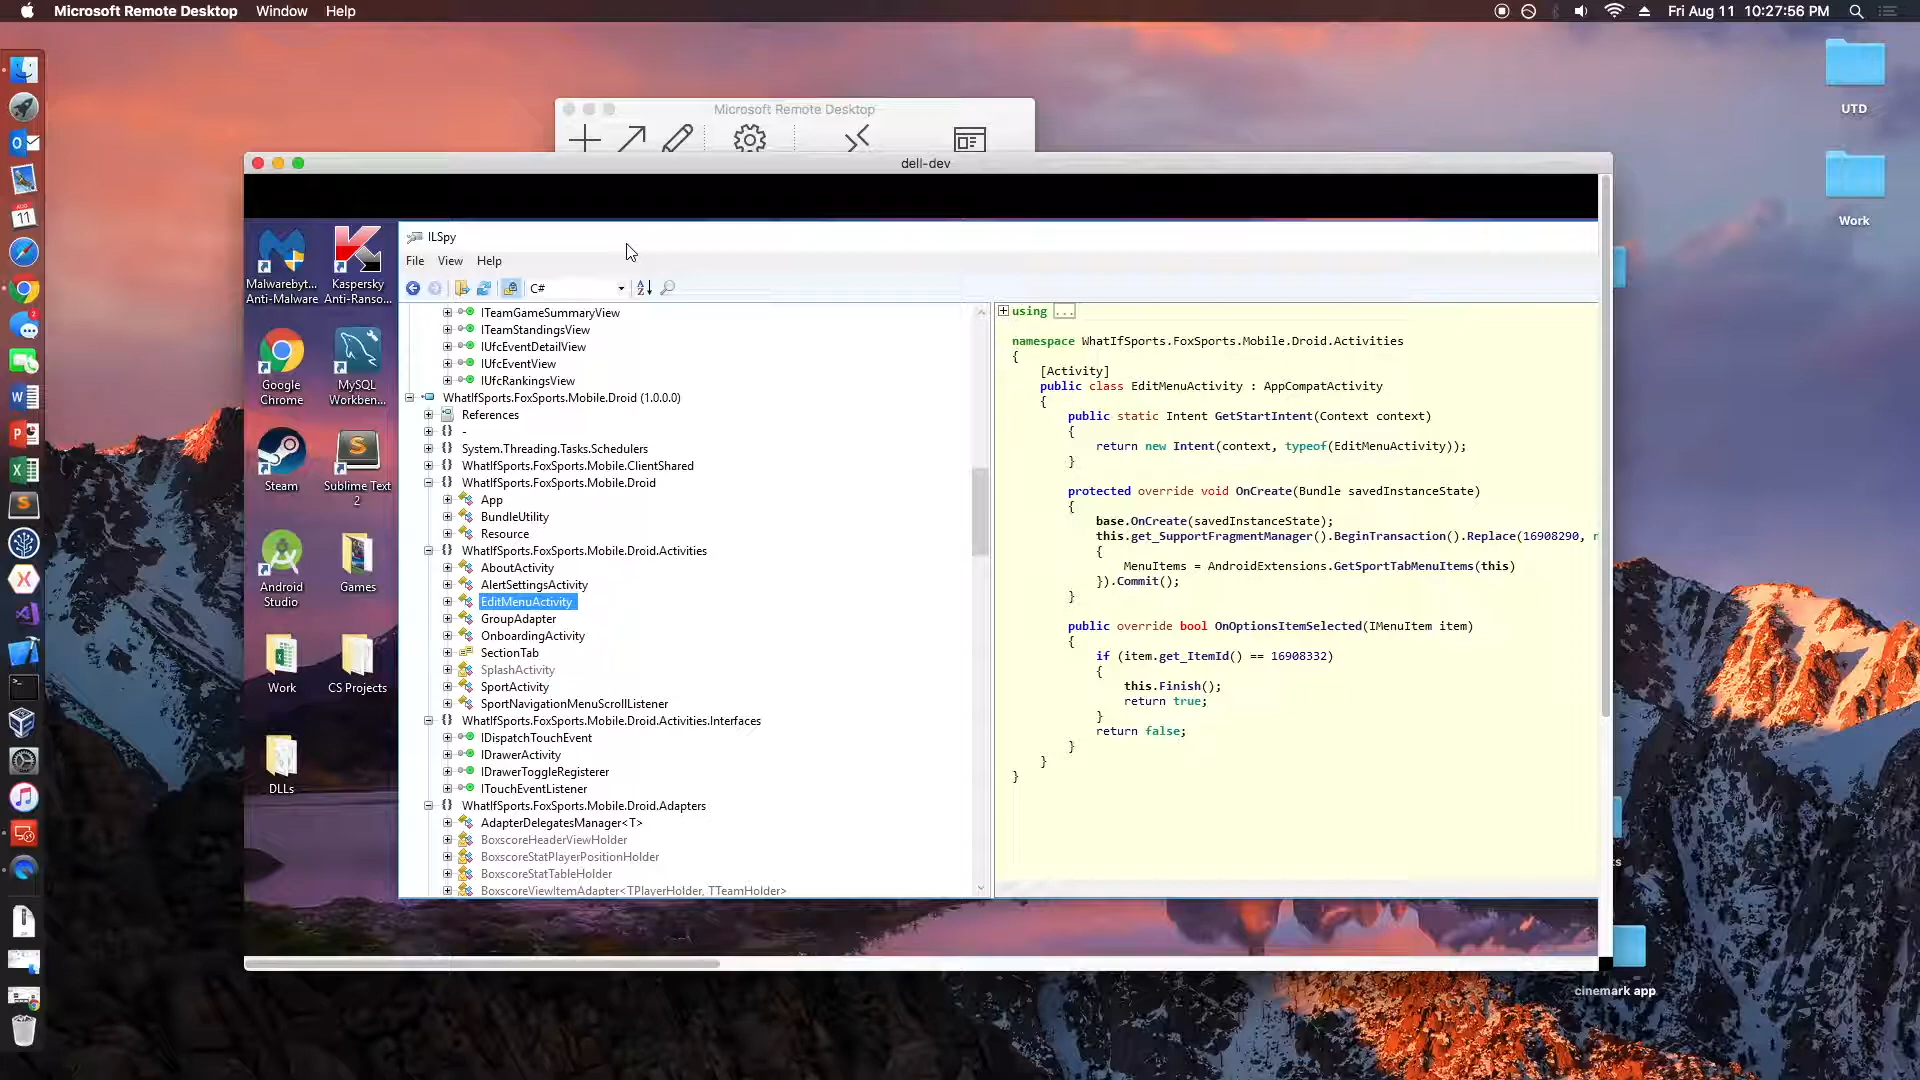 Microsoft Remote Desktop Window Help
Fri Aug 11 10:27:56 PM
UTD
Work
Microsoft Remote Desktop
dell-dev
Malwarebyt...
Anti-Malware
Kaspersky
Anti-Ranso...
Google
Chrome
MySQL
Workben...
Steam
Sublime Text
2
Android
Studio
Games
Work
CS Projects
DLLs
ILSpy
File View Help
C#
ITeamGameSummaryView
ITeamStandingsView
IUfcEventDetailView
IUfcEventView
IUfcRankingsView
WhatIfSports.FoxSports.Mobile.Droid (1.0.0.0)
References
{} -
{} System.Threading.Tasks.Schedulers
{} WhatIfSports.FoxSports.Mobile.ClientShared
{} WhatIfSports.FoxSports.Mobile.Droid
App
BundleUtility
Resource
{} WhatIfSports.FoxSports.Mobile.Droid.Activities
AboutActivity
AlertSettingsActivity
EditMenuActivity
GroupAdapter
OnboardingActivity
SectionTab
SplashActivity
SportActivity
SportNavigationMenuScrollListener
{} WhatIfSports.FoxSports.Mobile.Droid.Activities.Interfaces
IDispatchTouchEvent
IDrawerActivity
IDrawerToggleRegisterer
ITouchEventListener
{} WhatIfSports.FoxSports.Mobile.Droid.Adapters
AdapterDelegatesManager<T>
BoxscoreHeaderViewHolder
BoxscoreStatPlayerPositionHolder
BoxscoreStatTableHolder
BoxscoreViewItemAdapter<TPlayerHolder, TTeamHolder>
using ...
namespace WhatIfSports.FoxSports.Mobile.Droid.Activities
{
[Activity]
public class EditMenuActivity : AppCompatActivity
{
public static Intent GetStartIntent(Context context)
{
return new Intent(context, typeof(EditMenuActivity));
}
protected override void OnCreate(Bundle savedInstanceState)
{
base.OnCreate(savedInstanceState);
this.get_SupportFragmentManager().BeginTransaction().Replace(16908290, n
{
MenuItems = AndroidExtensions.GetSportTabMenuItems(this)
}).Commit();
}
public override bool OnOptionsItemSelected(IMenuItem item)
{
if (item.get_ItemId() == 16908332)
{
this.Finish();
return true;
}
return false;
}
}
}
ts
cinemark app